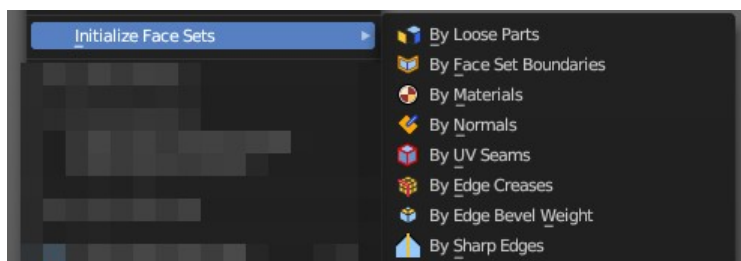 Initialize Face Sets
By Loose Parts
By Face Set Boundaries
By Materials
By Normals
By UV Seams
By Edge Creases
By Edge Bevel Weight
By Sharp Edges